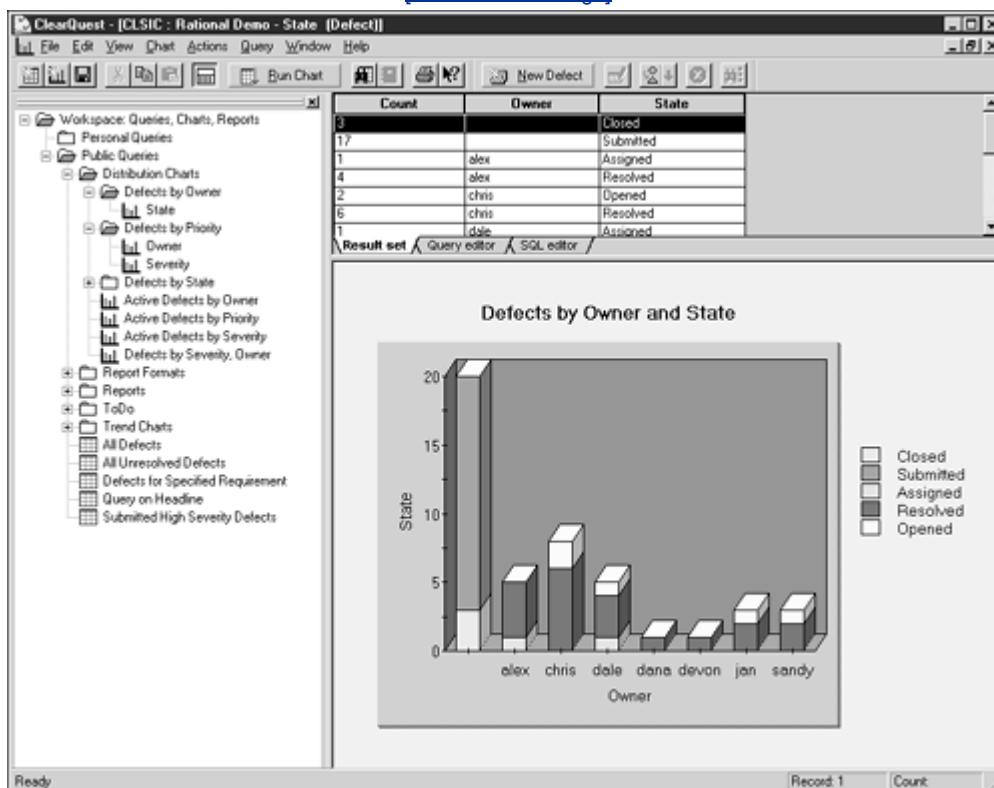 ClearQuest - [CLSIC : Rational Demo - State (Defect)]
File Edit View Chart Actions Query Window Help
Run Chart New Defect
Workspace: Queries, Charts, Reports
Personal Queries
Public Queries
Distribution Charts
Defects by Owner
State
Defects by Priority
Owner
Severity
Defects by State
Active Defects by Owner
Active Defects by Priority
Active Defects by Severity
Defects by Severity, Owner
Report Formats
Reports
ToDo
Trend Charts
All Defects
All Unresolved Defects
Defects for Specified Requirement
Query on Headline
Submitted High Severity Defects
Count Owner State
3 Closed
17 Submitted
1 alex Assigned
4 alex Resolved
2 chris Opened
6 chris Resolved
1 dale Assigned
Result set Query editor SQL editor
Defects by Owner and State
20
15
10
5
0
State
alex chris dale dana devon jan sandy
Owner
Closed
Submitted
Assigned
Resolved
Opened
Ready Record: 1 Count: